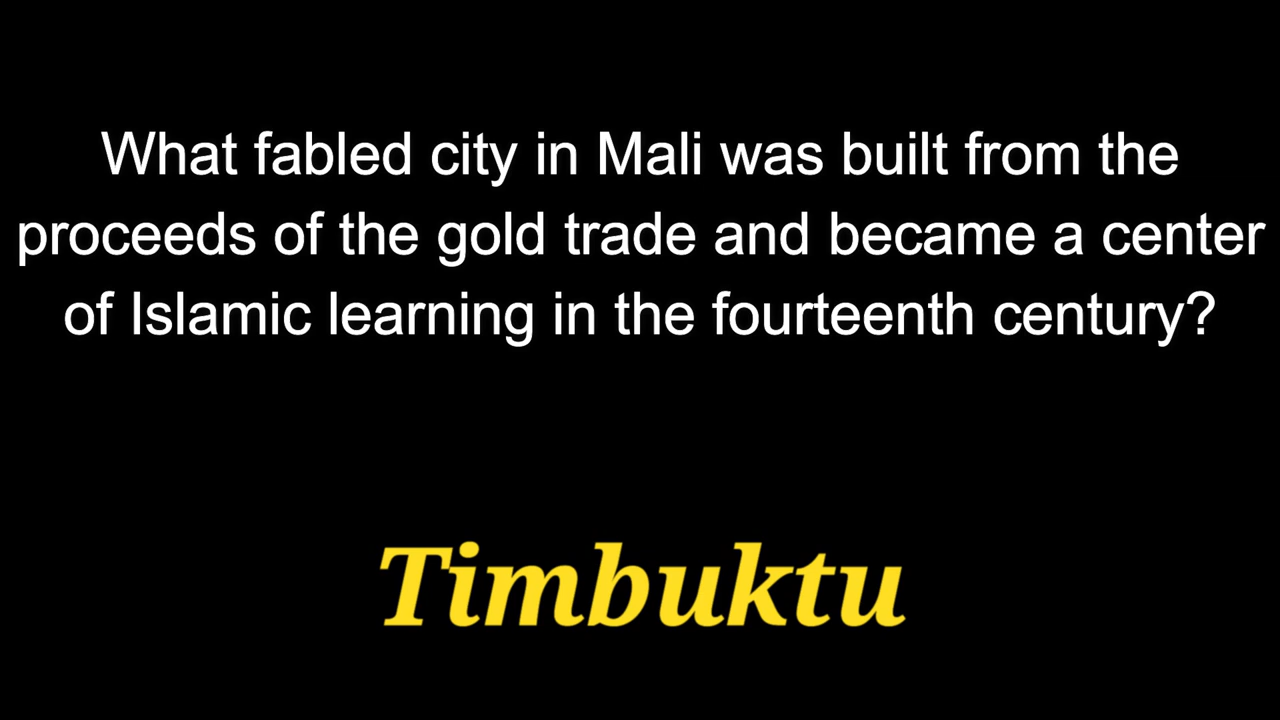 What fabled city in Mali was built from the
proceeds of the gold trade and became a center
of Islamic learning in the fourteenth century?
Timbuktu